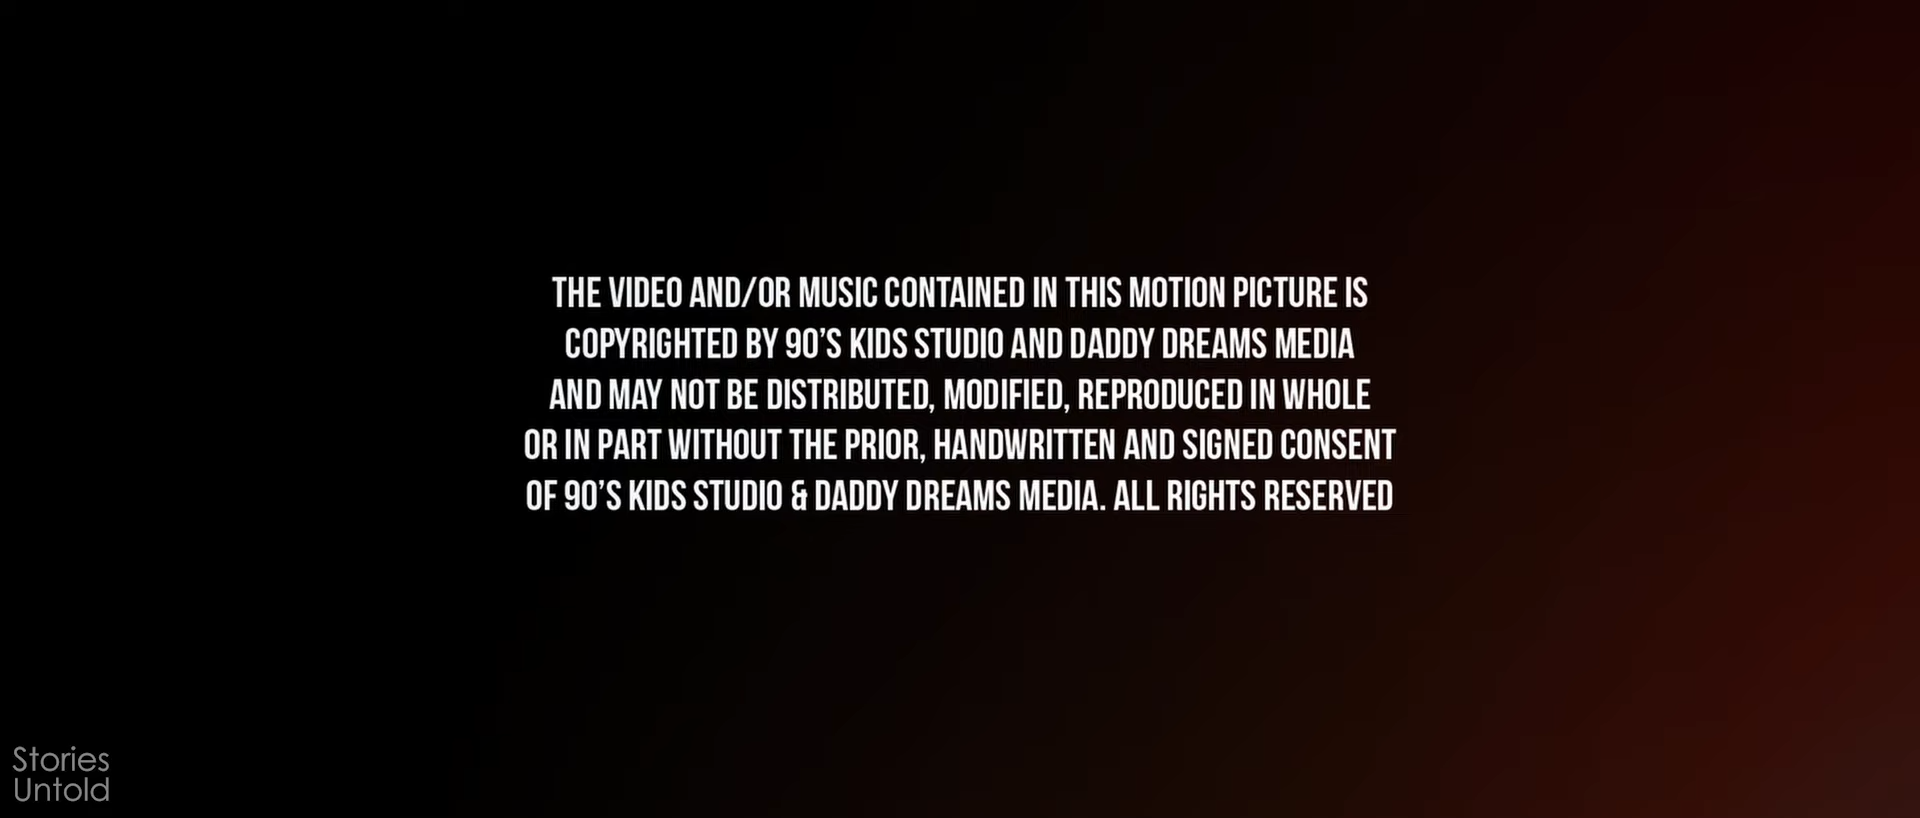 THE VIDEO AND/OR MUSIC CONTAINED IN THIS MOTION PICTURE IS
COPYRIGHTED BY 90'S KIDS STUDIO AND DADDY DREAMS MEDIA
AND MAY NOT BE DISTRIBUTED, MODIFIED, REPRODUCED IN WHOLE
OR IN PART WITHOUT THE PRIOR, HANDWRITTEN AND SIGNED CONSENT
OF 90'S KIDS STUDIO & DADDY DREAMS MEDIA. ALL RIGHTS RESERVED
Stories
Untold